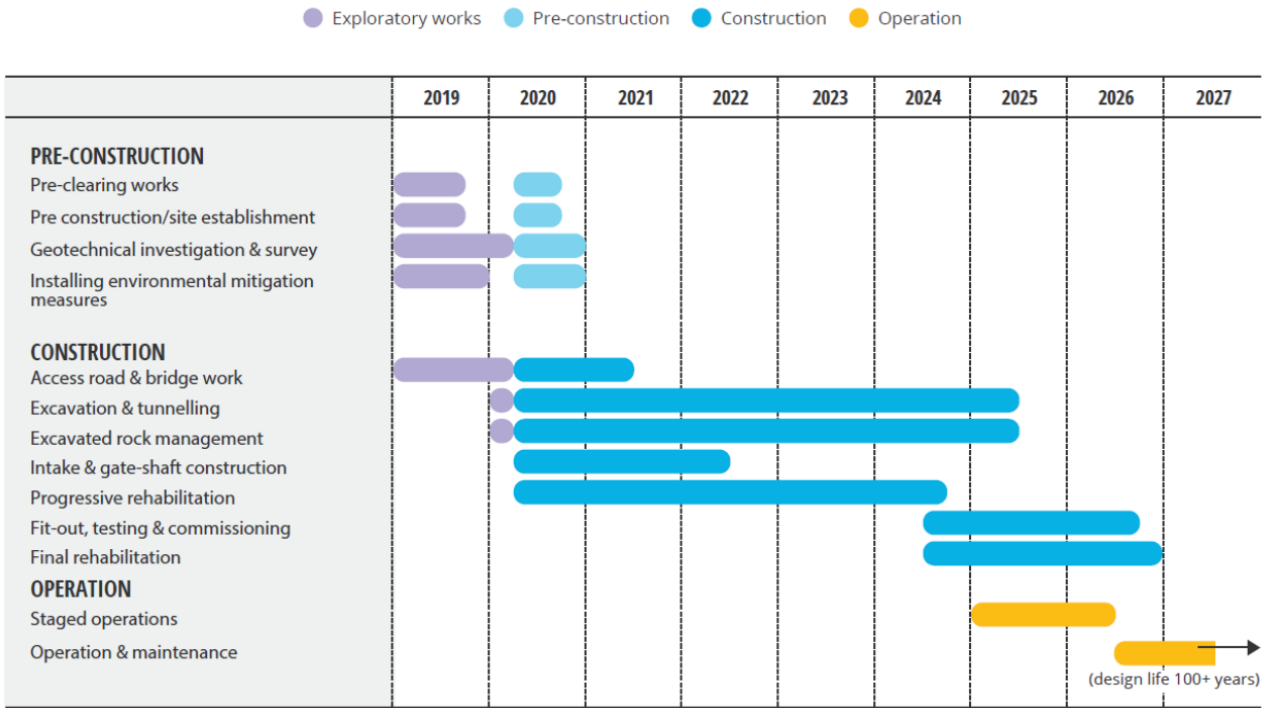 Exploratory works Pre-construction Construction Operation
2019 2020 2021 2022 2023 2024 2025 2026 2027
PRE-CONSTRUCTION
Pre-clearing works
Pre construction/site establishment
Geotechnical investigation & survey
Installing environmental mitigation
measures
CONSTRUCTION
Access road & bridge work
Excavation & tunnelling
Excavated rock management
Intake & gate-shaft construction
Progressive rehabilitation
Fit-out, testing & commissioning
Final rehabilitation
OPERATION
Staged operations
Operation & maintenance
(design life 100+ years)